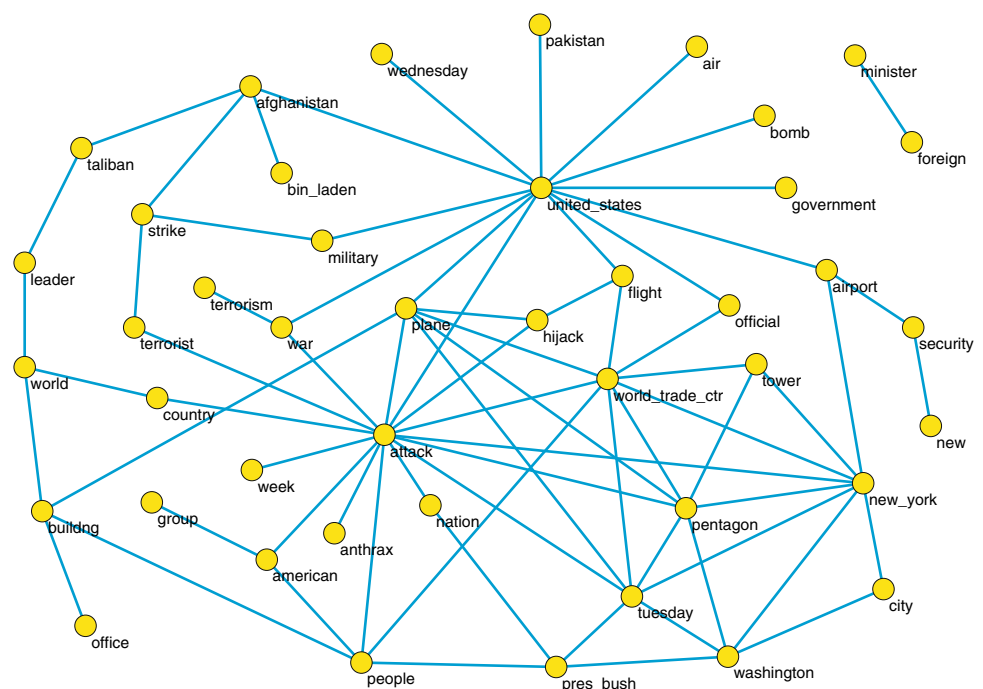 pakistan
wednesday
air
minister
afghanistan
bomb
foreign
taliban
bin_laden
united_states
government
strike
military
leader
flight
airport
terrorism
official
plane
hijack
security
terrorist
war
world
world_trade_ctr
tower
country
attack
new
week
new_york
group
nation
pentagon
buildng
anthrax
american
tuesday
city
office
people
pres_bush
washington